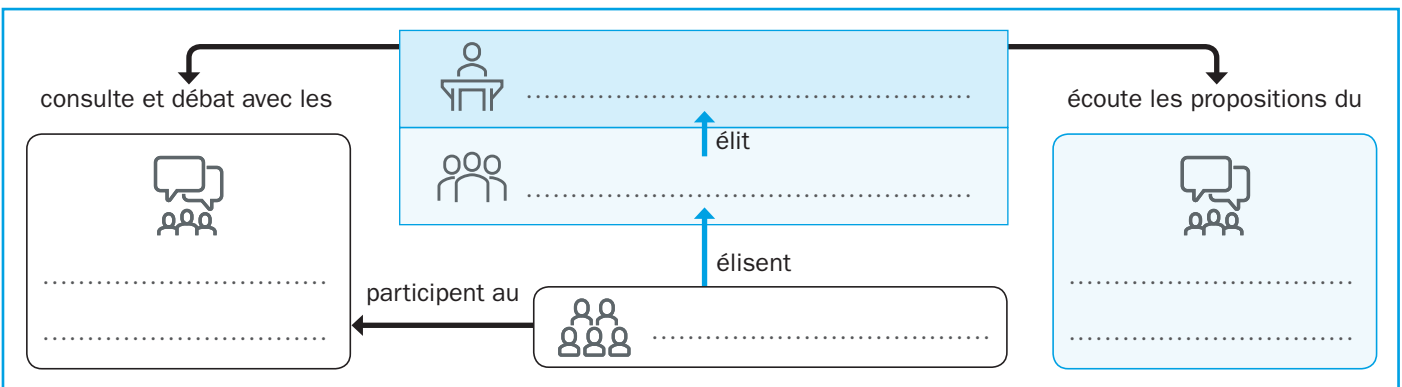 consulte et débat avec les
écoute les propositions du
élit
élisent
participent au